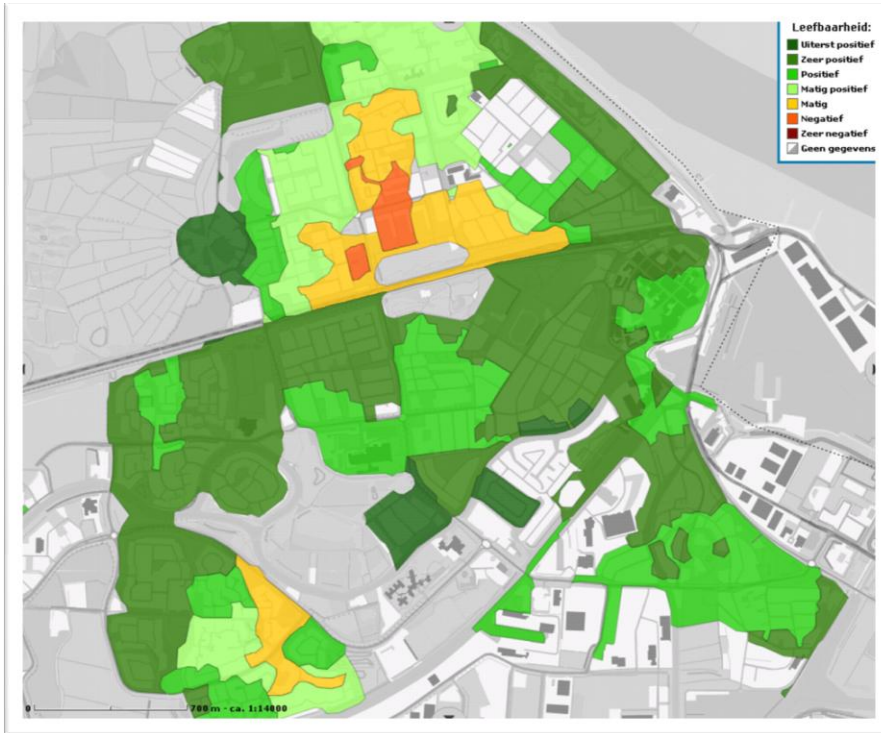 Leefbaarheid:
Uiterst positief
Zeer positief
Positief
Matig positief
Matig
Negatief
Zeer negatief
Geen gegevens
0 700 m - ca. 1:14000